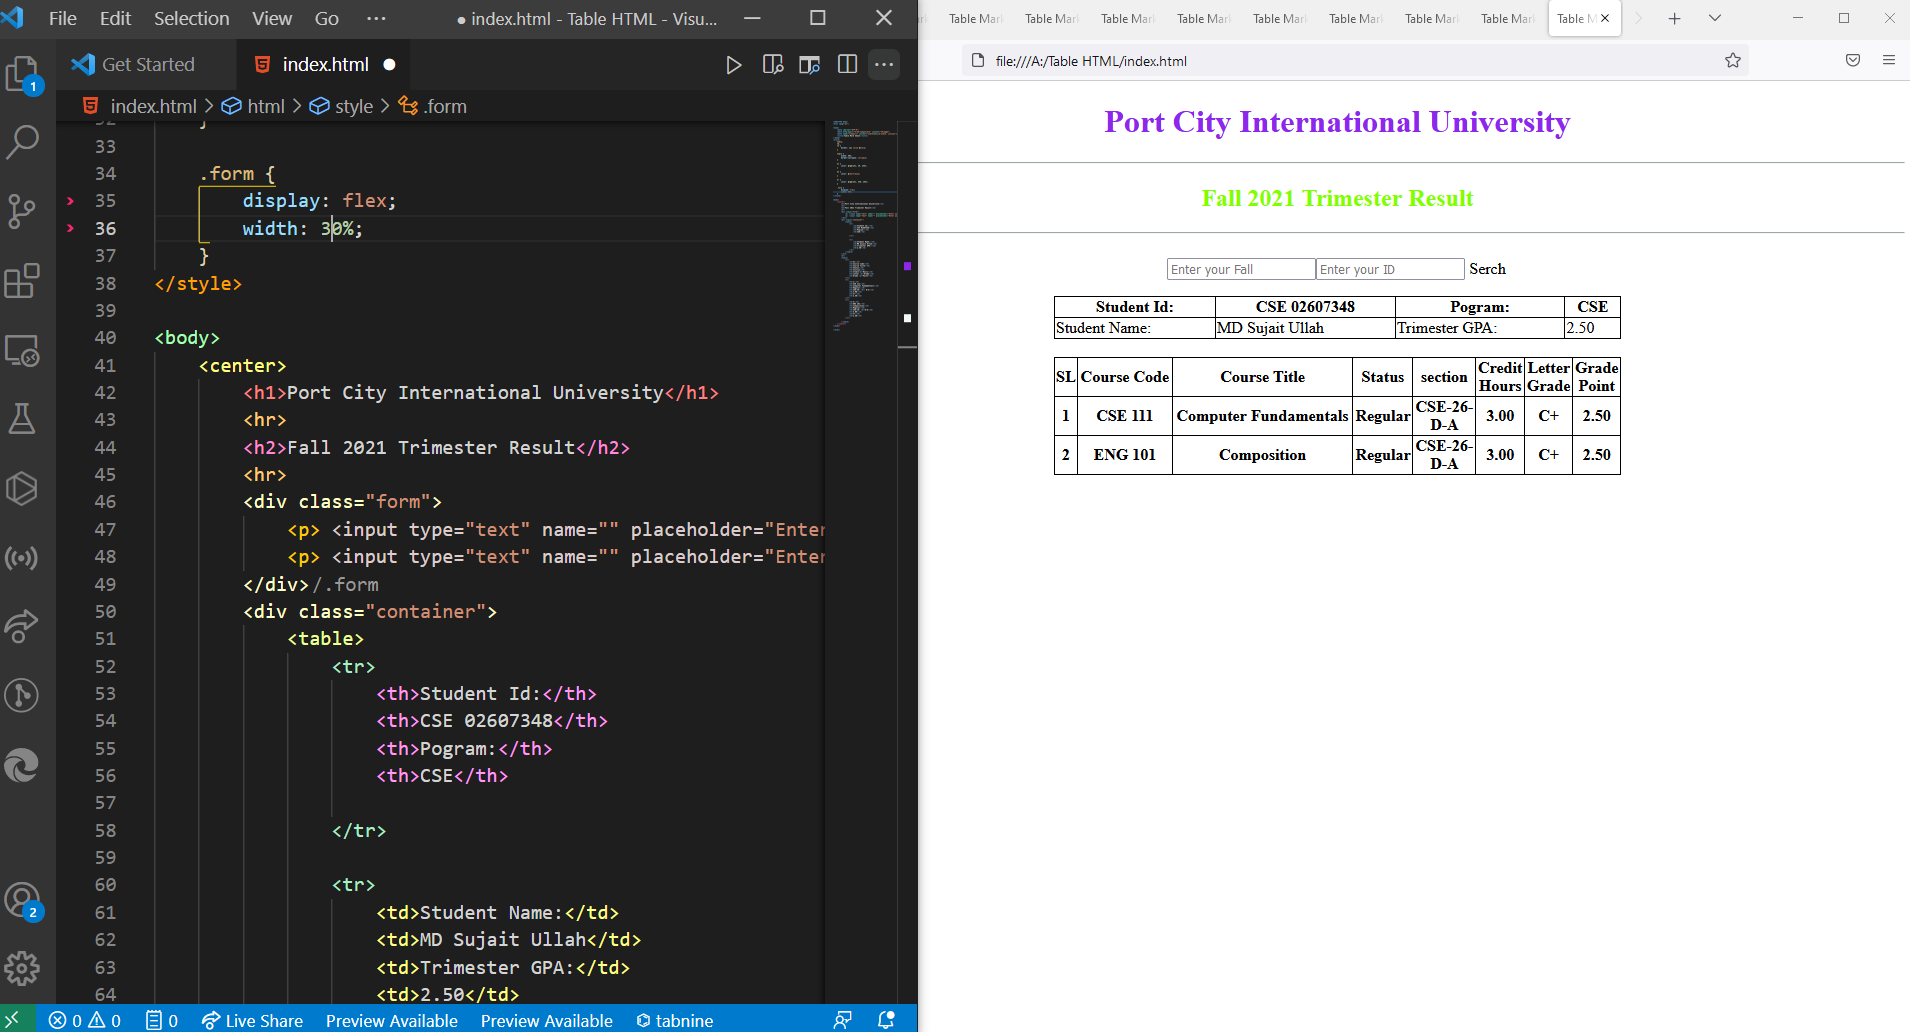 File Edit Selection View Go ··· ● index.html - Table HTML - Visu...
Get Started index.html ●
index.html > html > style > .form
32 }
33
34 .form {
35 display: flex;
36 width: 30%;
37 }
38 </style>
39
40 <body>
41 <center>
42 <h1>Port City International University</h1>
43 <hr>
44 <h2>Fall 2021 Trimester Result</h2>
45 <hr>
46 <div class="form">
47 <p> <input type="text" name="" placeholder="Enter
48 <p> <input type="text" name="" placeholder="Enter
49 </div>/.form
50 <div class="container">
51 <table>
52 <tr>
53 <th>Student Id:</th>
54 <th>CSE 02607348</th>
55 <th>Pogram:</th>
56 <th>CSE</th>
57
58 </tr>
59
60 <tr>
61 <td>Student Name:</td>
62 <td>MD Sujait Ullah</td>
63 <td>Trimester GPA:</td>
64 <td>2.50</td>
1
2
0 0 0 Live Share Preview Available Preview Available tabnine
Table Mar Table Mar Table Mar Table Mar Table Mar Table Mar Table Mar Table Mar Table M
file:///A:/Table HTML/index.html
Port City International University
Fall 2021 Trimester Result
Enter your Fall Enter your ID Serch
Student Id: CSE 02607348 Pogram: CSE
Student Name: MD Sujait Ullah Trimester GPA: 2.50
SL Course Code Course Title Status section Credit Hours Letter Grade Grade Point
1 CSE 111 Computer Fundamentals Regular CSE-26-D-A 3.00 C+ 2.50
2 ENG 101 Composition Regular CSE-26-D-A 3.00 C+ 2.50